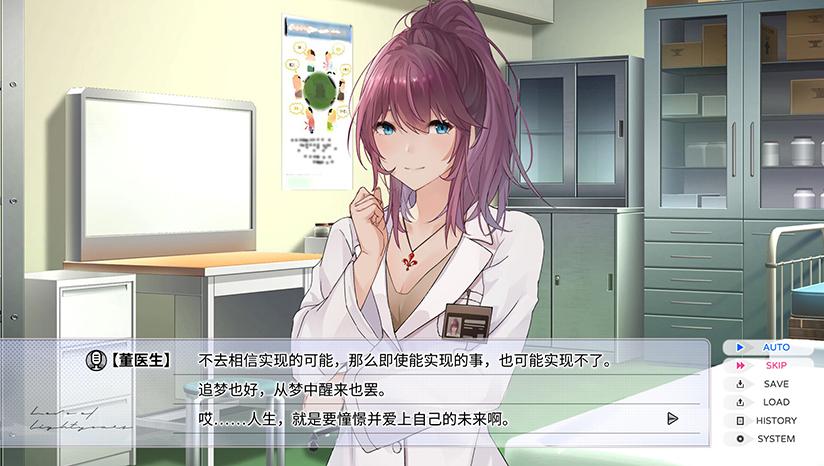 【董医生】
不去相信实现的可能，那么即使能实现的事，也可能实现不了。
追梦也好，从梦中醒来也罢。
哎……人生，就是要憧憬并爱上自己的未来啊。
AUTO
SKIP
SAVE
LOAD
HISTORY
SYSTEM